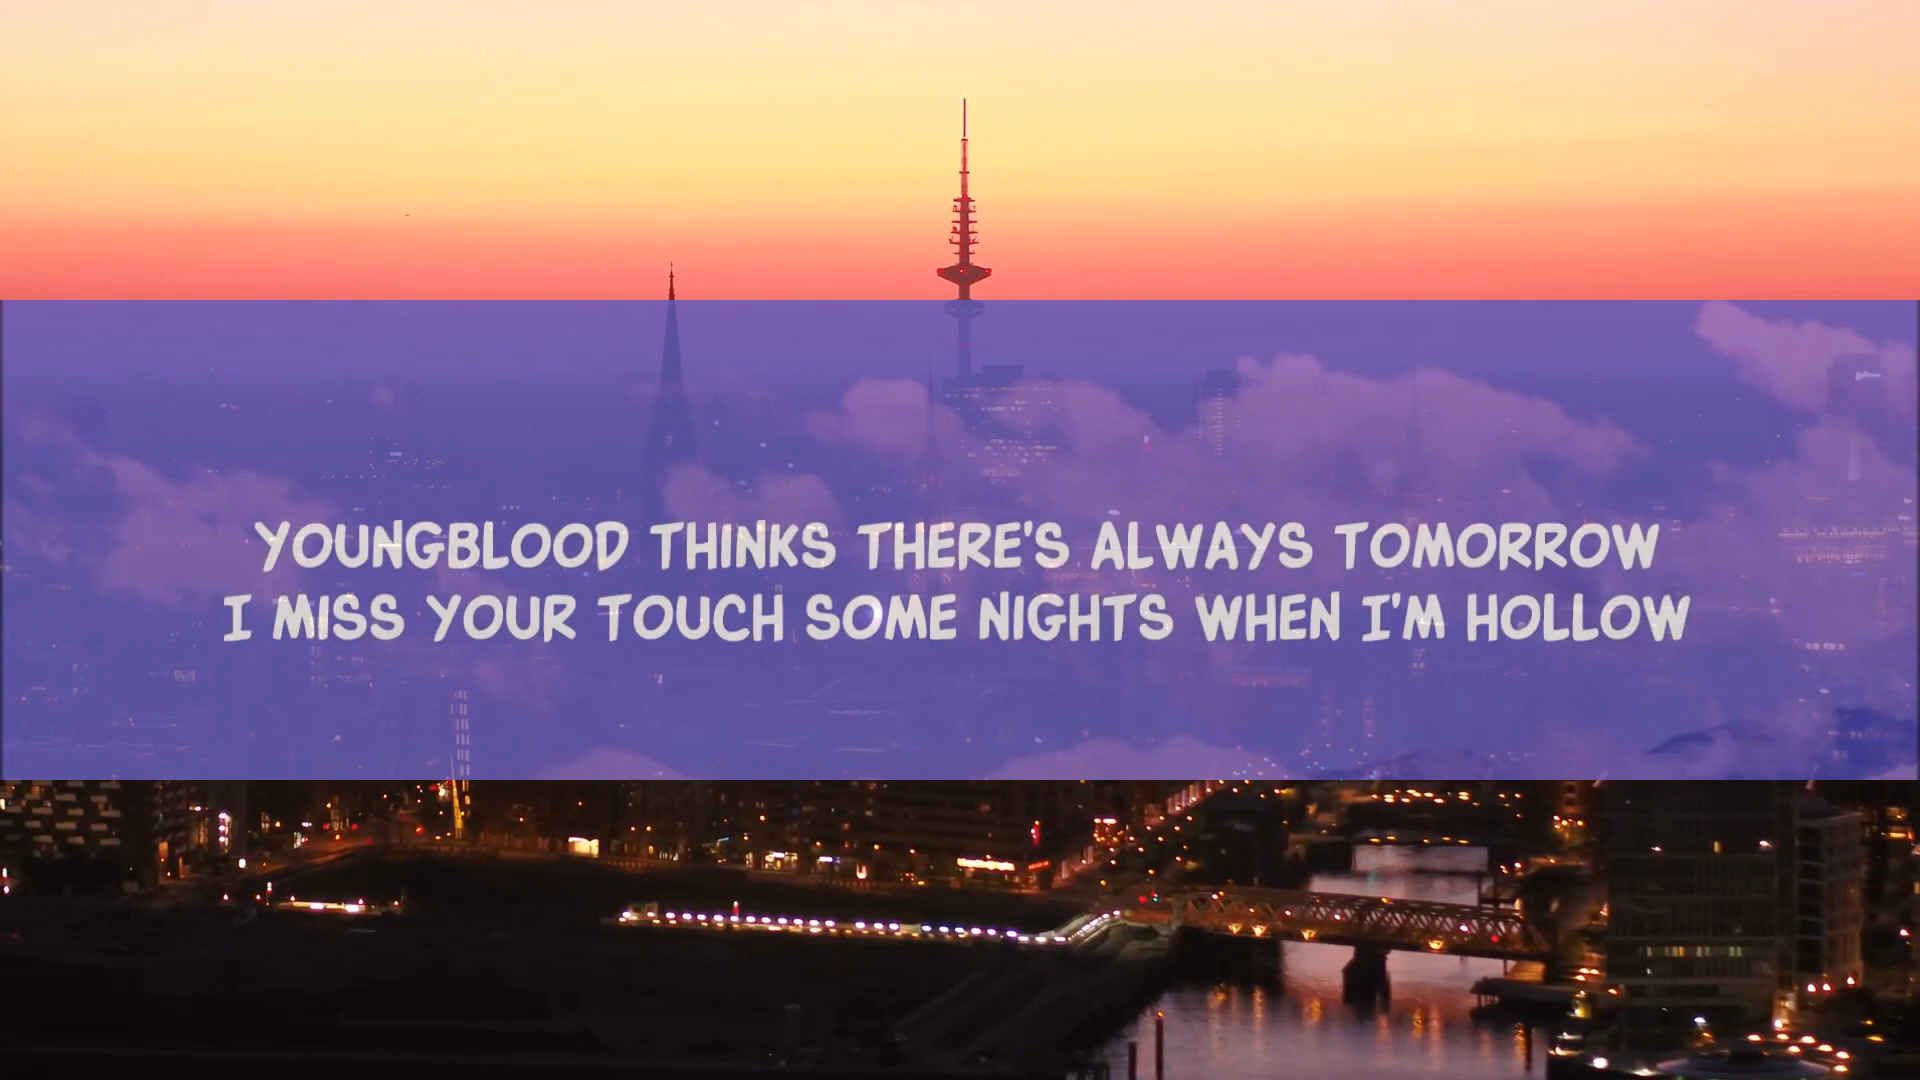 YOUNGBLOOD THINKS THERE'S ALWAYS TOMORROW
I MISS YOUR TOUCH SOME NIGHTS WHEN I'M HOLLOW